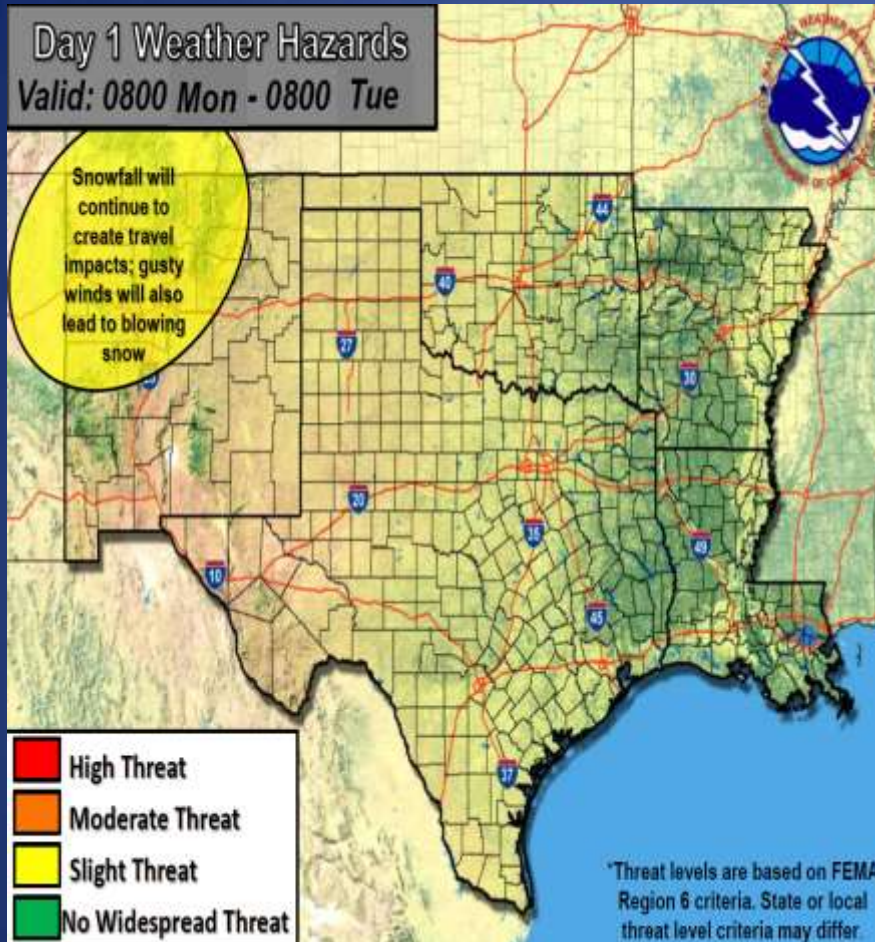 Day 1 Weather Hazards
Valid: 0800 Mon - 0800 Tue
Snowfall will
continue to
create travel
impacts; gusty
winds will also
lead to blowing
snow
44
40
27
30
20
35
49
10
45
37
High Threat
Moderate Threat
Slight Threat
No Widespread Threat
*Threat levels are based on FEMA
Region 6 criteria. State or local
threat level criteria may differ.